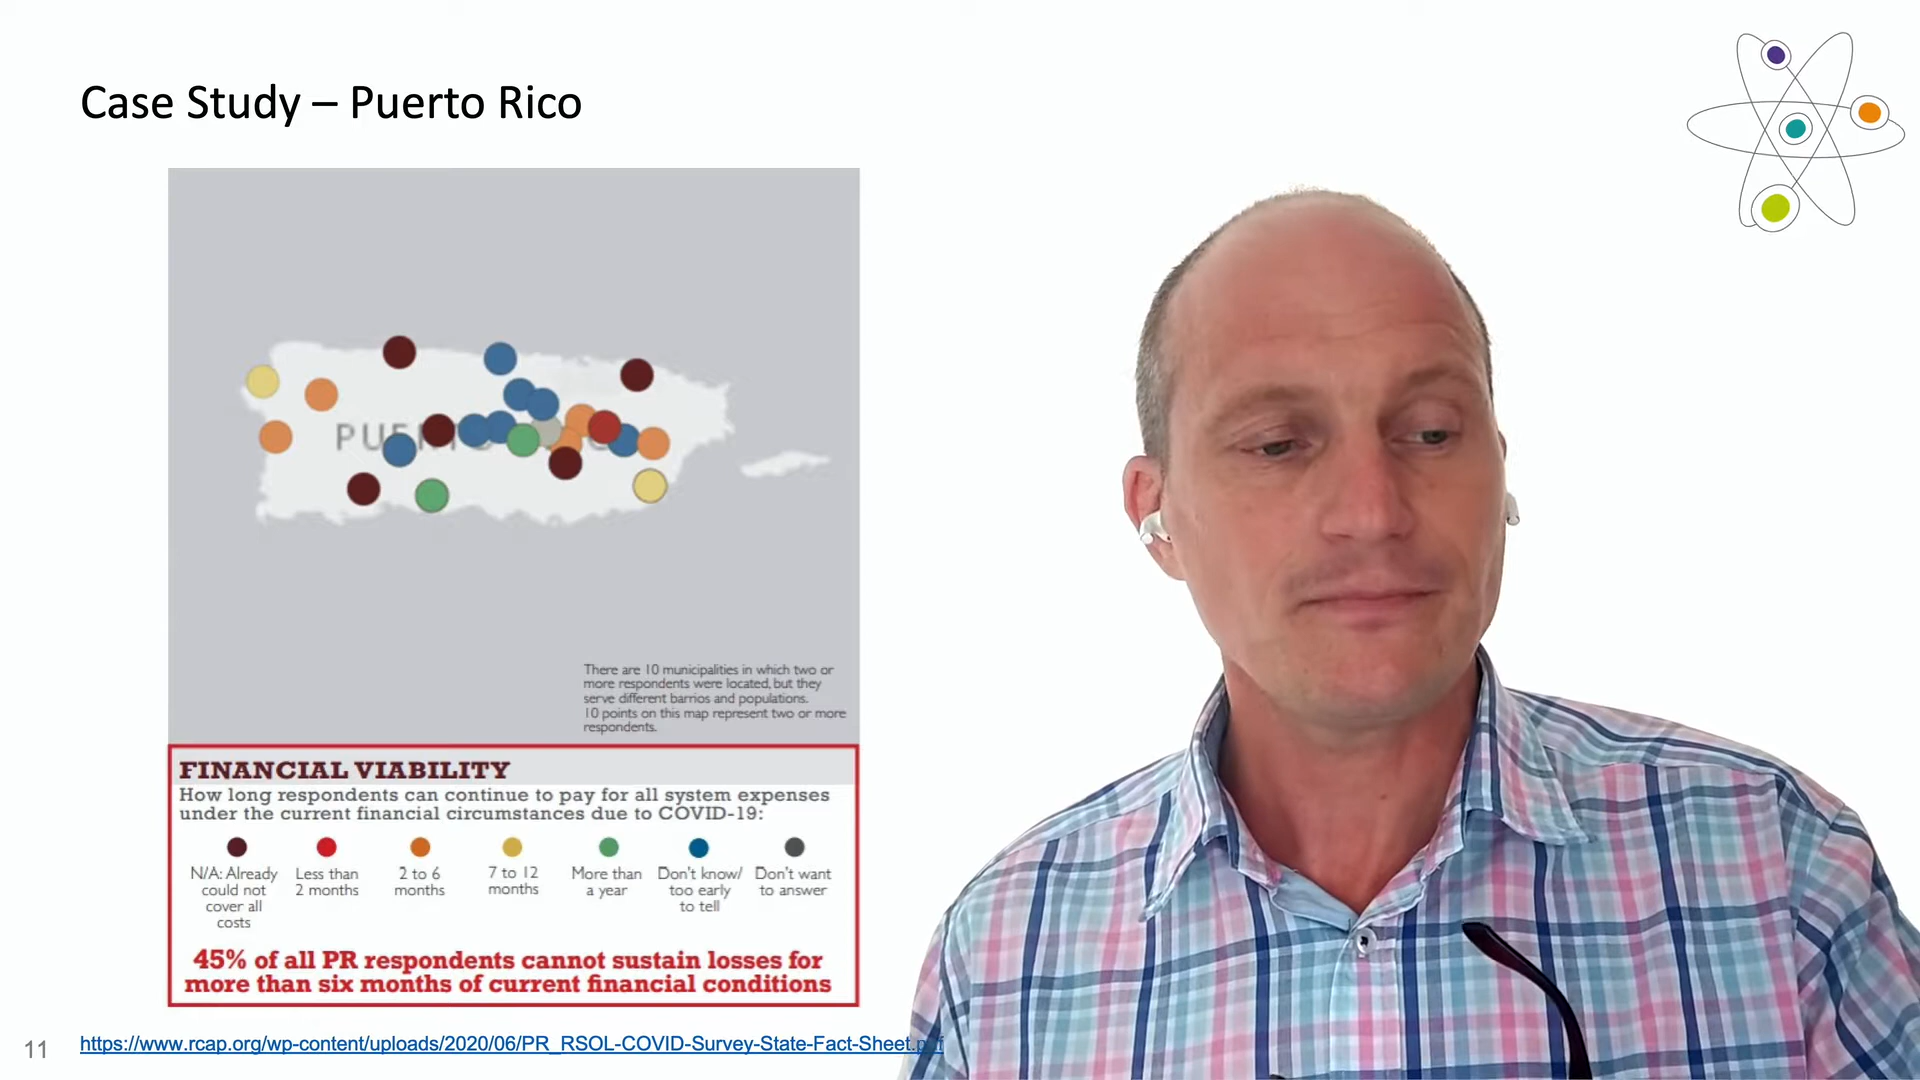 Case Study – Puerto Rico
There are 10 municipalities in which two or
more respondents were located, but they
serve different barrios and populations.
10 points on this map represent two or more
respondents.
FINANCIAL VIABILITY
How long respondents can continue to pay for all system expenses
under the current financial circumstances due to COVID-19:
N/A: Already
could not
cover all
costs
Less than
2 months
2 to 6
months
7 to 12
months
More than
a year
Don't know/
too early
to tell
Don't want
to answer
45% of all PR respondents cannot sustain losses for
more than six months of current financial conditions
11
https://www.rcap.org/wp-content/uploads/2020/06/PR_RSOL-COVID-Survey-State-Fact-Sheet.pdf